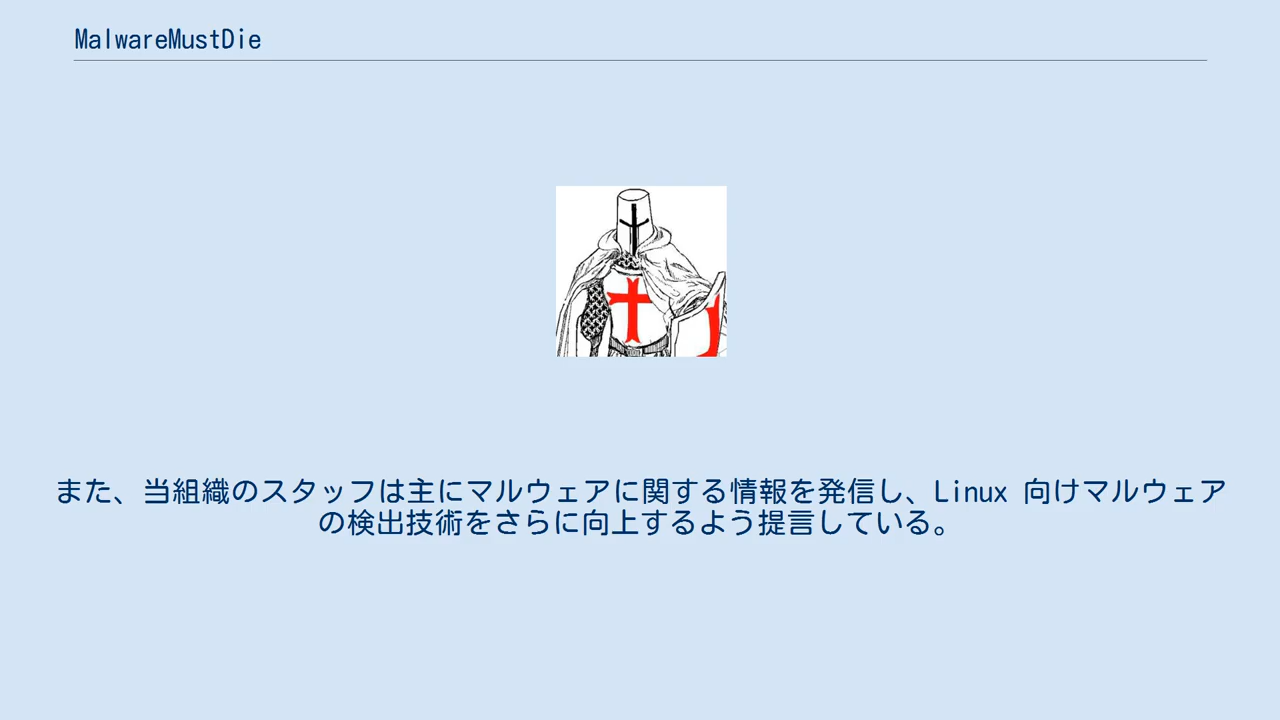 MalwareMustDie
また、当組織のスタッフは主にマルウェアに関する情報を発信し、Linux 向けマルウェア
の検出技術をさらに向上するよう提言している。